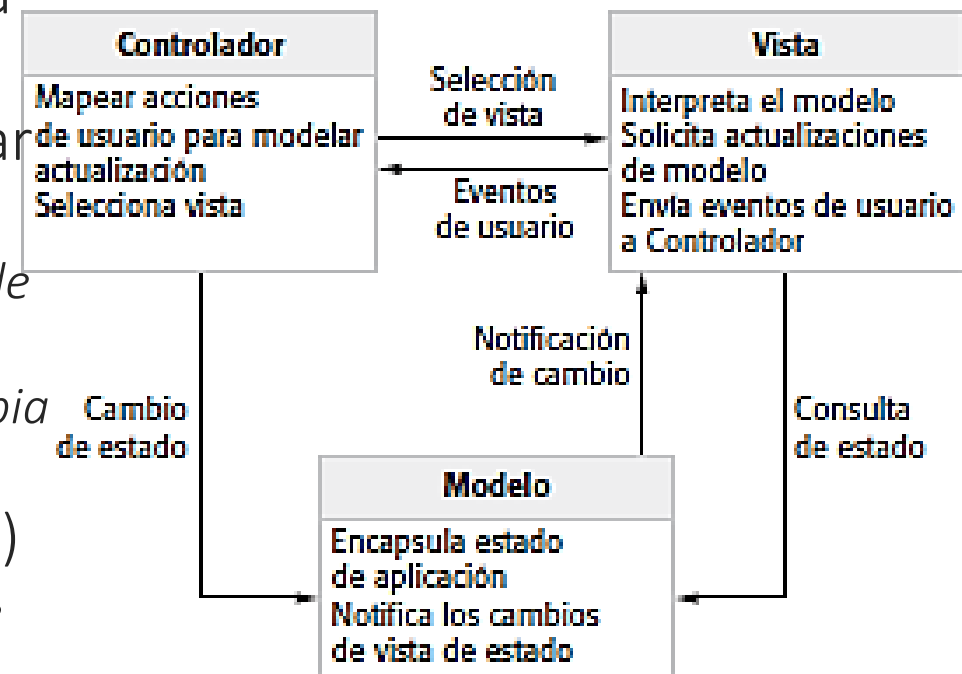 Controlador
Mapear acciones
de usuario para modelar
actualización
Selecciona vista
Selección
de vista
Eventos
de usuario
Vista
Interpreta el modelo
Solicita actualizaciones
de modelo
Envía eventos de usuario
a Controlador
Notificación
de cambio
Cambio
de estado
Consulta
de estado
Modelo
Encapsula estado
de aplicación
Notifica los cambios
de vista de estado